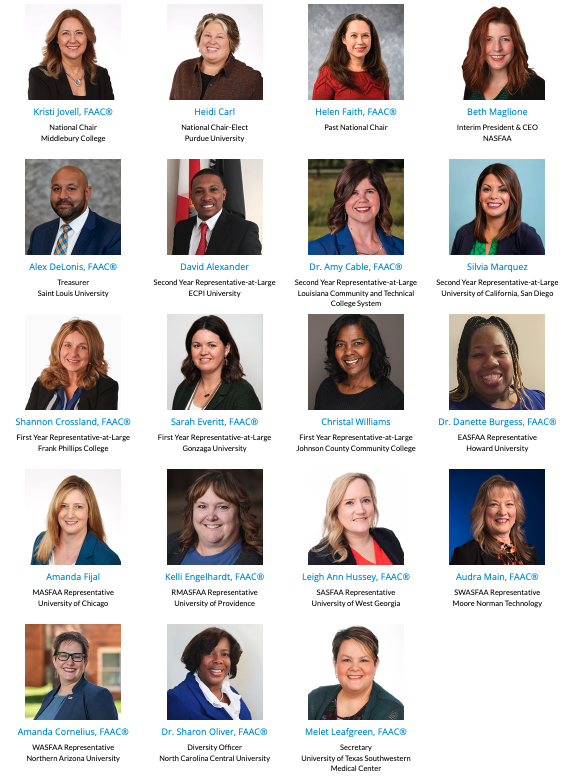 Kristi Jovell, FAAC®
National Chair
Middlebury College
Heidi Carl
National Chair-Elect
Purdue University
Helen Faith, FAAC®
Past National Chair
Beth Maglione
Interim President & CEO
NASFAA
Alex DeLonis, FAAC®
Treasurer
Saint Louis University
David Alexander
Second Year Representative-at-Large
ECPI University
Dr. Amy Cable, FAAC®
Second Year Representative-at-Large
Louisiana Community and Technical
College System
Silvia Marquez
Second Year Representative-at-Large
University of California, San Diego
Shannon Crossland, FAAC®
First Year Representative-at-Large
Frank Phillips College
Sarah Everitt, FAAC®
First Year Representative-at-Large
Gonzaga University
Christal Williams
First Year Representative-at-Large
Johnson County Community College
Dr. Danette Burgess, FAAC®
EASFAA Representative
Howard University
Amanda Fijal
MASFAA Representative
University of Chicago
Kelli Engelhardt, FAAC®
RMASFAA Representative
University of Providence
Leigh Ann Hussey, FAAC®
SASFAA Representative
University of West Georgia
Audra Main, FAAC®
SWASFAA Representative
Moore Norman Technology
Amanda Cornelius, FAAC®
WASFAA Representative
Northern Arizona University
Dr. Sharon Oliver, FAAC®
Diversity Officer
North Carolina Central University
Melet Leafgreen, FAAC®
Secretary
University of Texas Southwestern
Medical Center